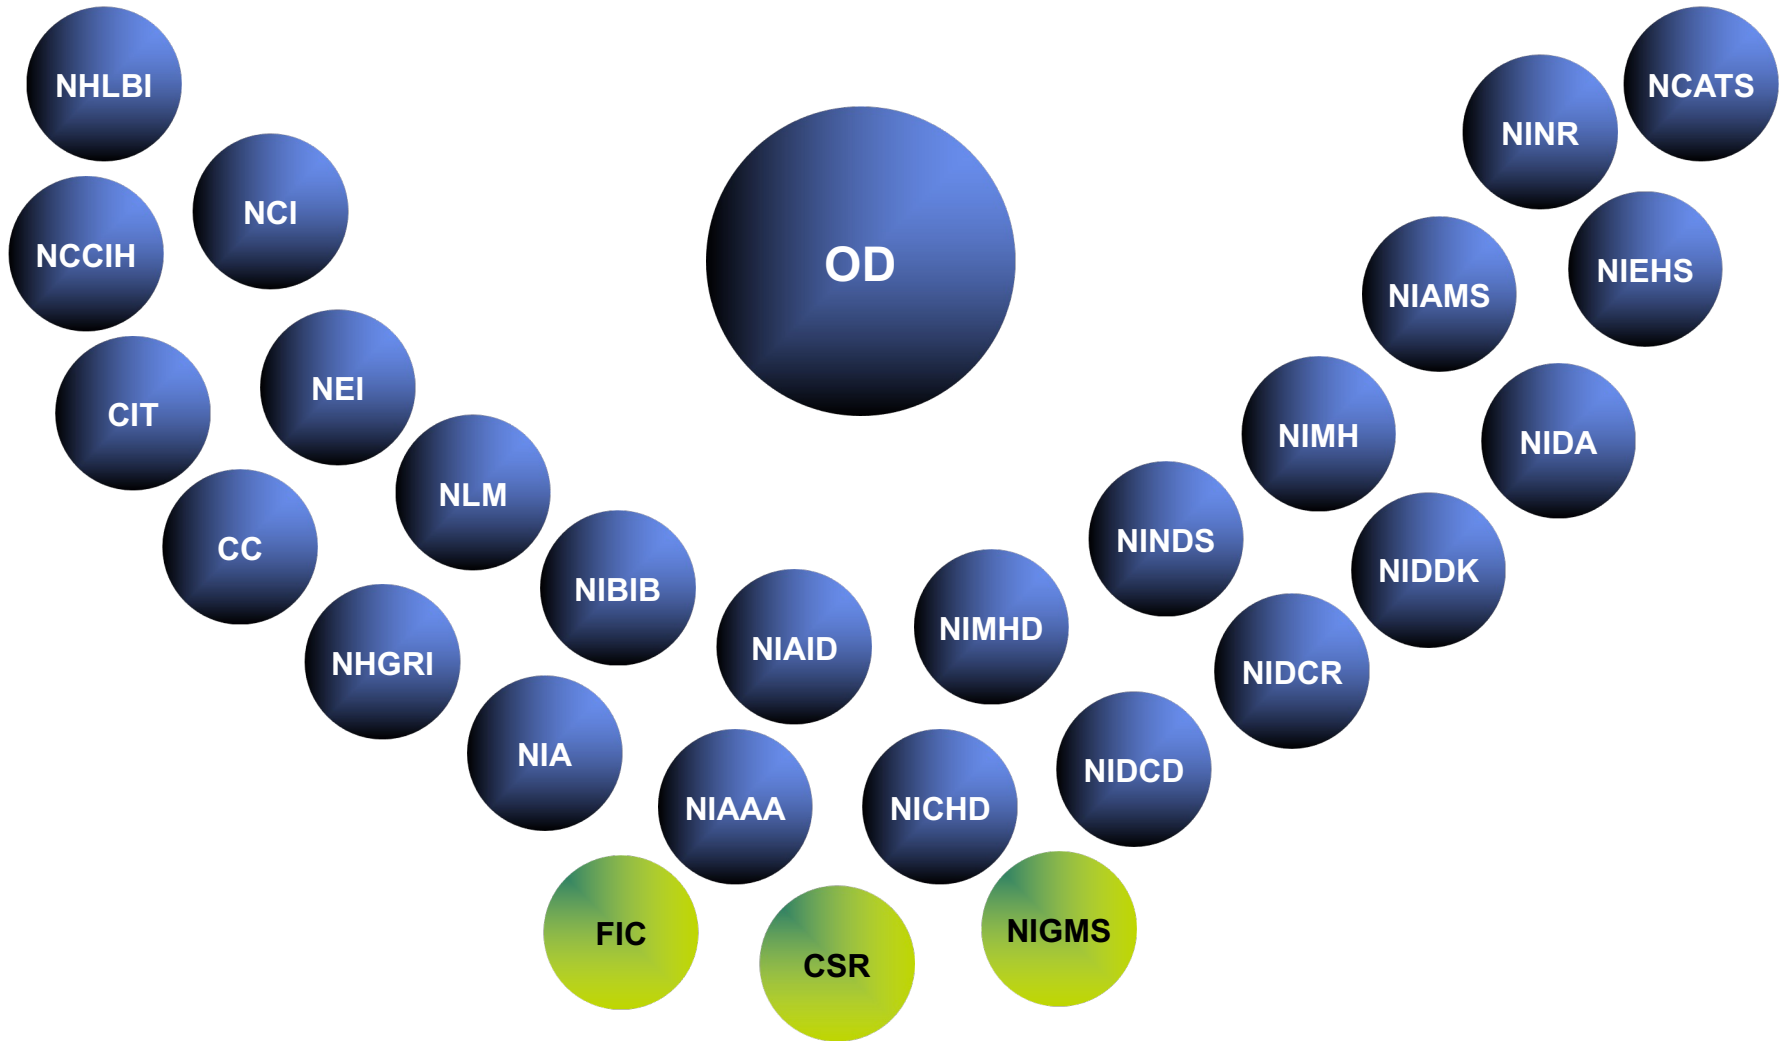 NHLBI
NCATS
NINR
NCI
NCCIH
OD
NIEHS
NIAMS
NEI
CIT
NIMH
NIDA
NLM
CC
NINDS
NIDDK
NIBIB
NIMHD
NIAID
NHGRI
NIDCR
NIA
NIDCD
NIAAA
NICHD
FIC
NIGMS
CSR